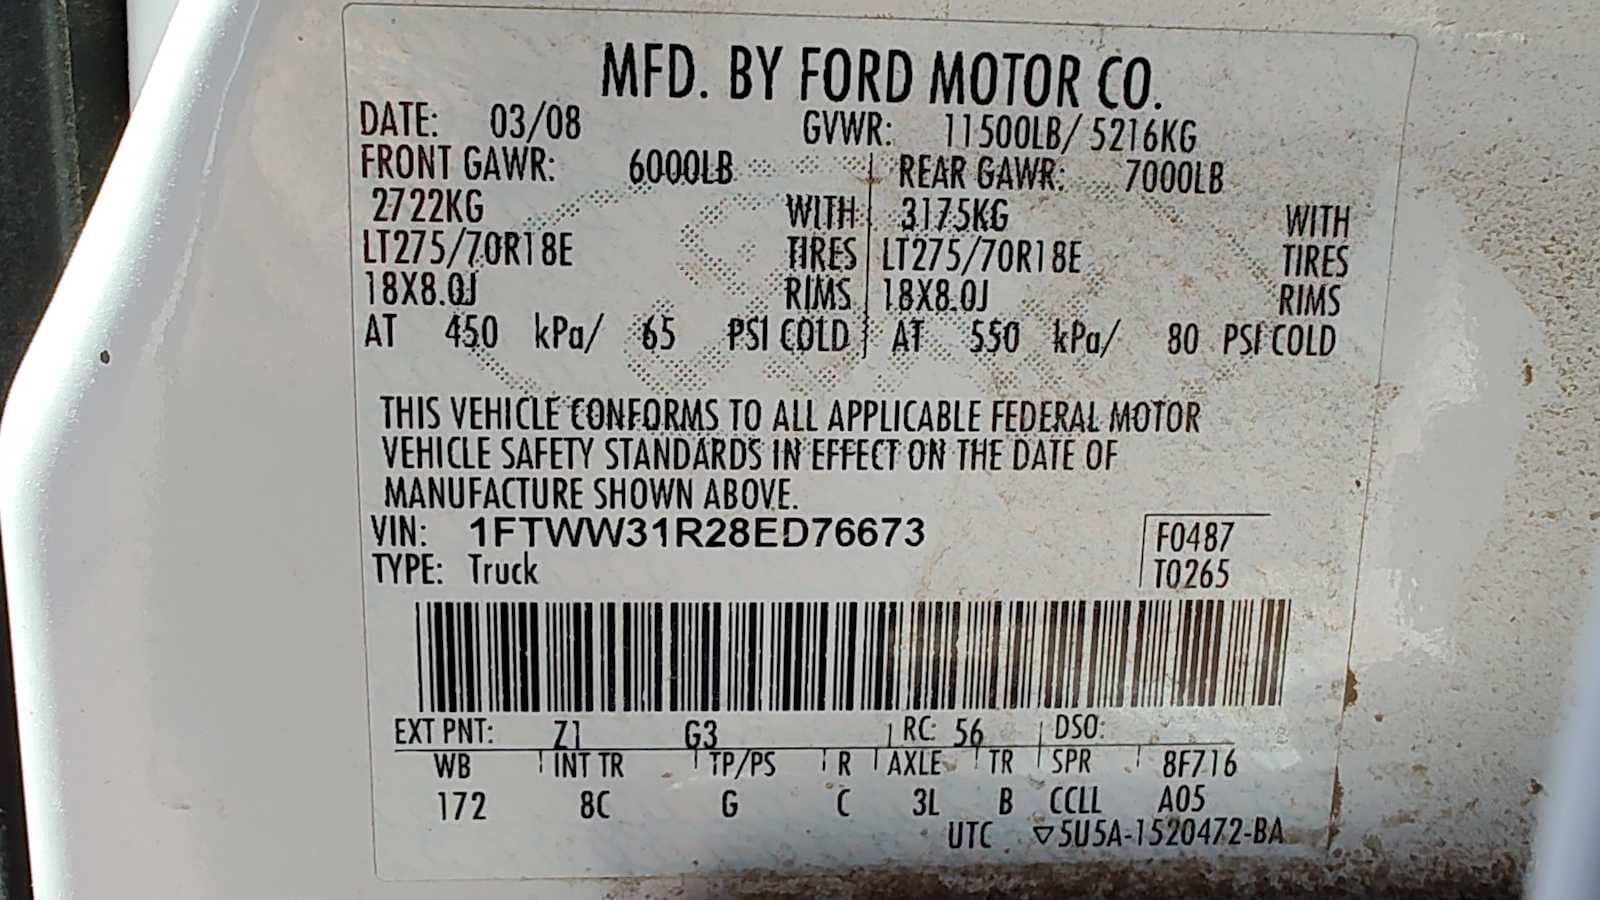 MFD. BY FORD MOTOR CO.
DATE: 03/08 GVWR: 11500LB/ 5216KG
FRONT GAWR: 6000LB REAR GAWR: 7000LB
2722KG WITH 3175KG WITH
LT275/70R18E TIRES LT275/70R18E TIRES
18X8.0J RIMS 18X8.0J RIMS
AT 450 kPa/ 65 PSI COLD AT 550 kPa/ 80 PSI COLD
THIS VEHICLE CONFORMS TO ALL APPLICABLE FEDERAL MOTOR
VEHICLE SAFETY STANDARDS IN EFFECT ON THE DATE OF
MANUFACTURE SHOWN ABOVE.
VIN: 1FTWW31R28ED76673 F0487
TYPE: Truck T0265
EXT PNT: Z1 G3 RC: 56 DSO:
WB INT TR TP/PS R AXLE TR SPR 8F716
172 8C G C 3L B CCLL A05
UTC ▽5U5A-1520472-BA